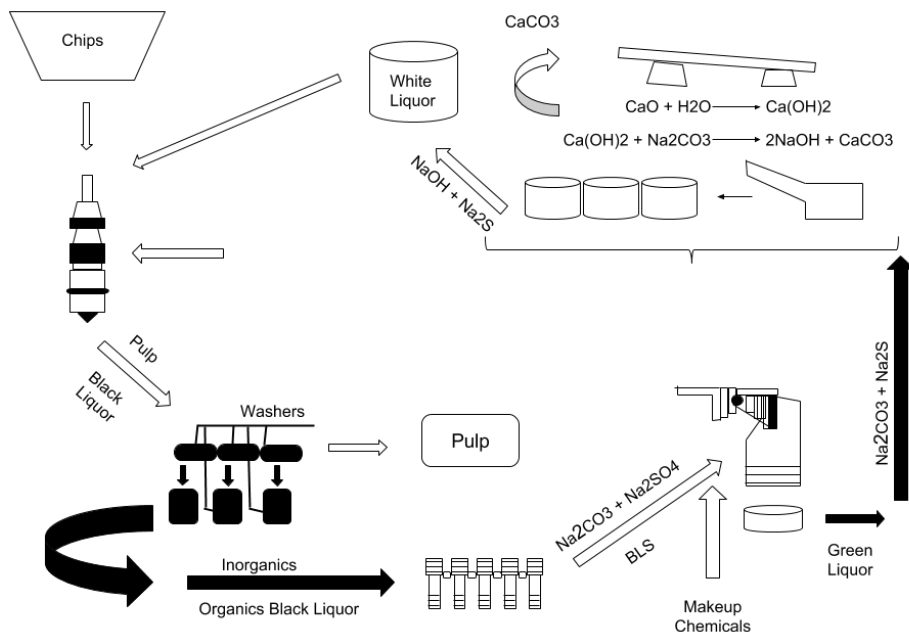 Chips
White
Liquor
CaCO3
CaO + H2O Ca(OH)2
Ca(OH)2 + Na2CO3 2NaOH + CaCO3
NaOH + Na2S
Pulp
Black
Liquor
Washers
Pulp
Na2CO3 + Na2SO4
BLS
Na2CO3 + Na2S
Inorganics
Organics Black Liquor
Green
Liquor
Makeup
Chemicals